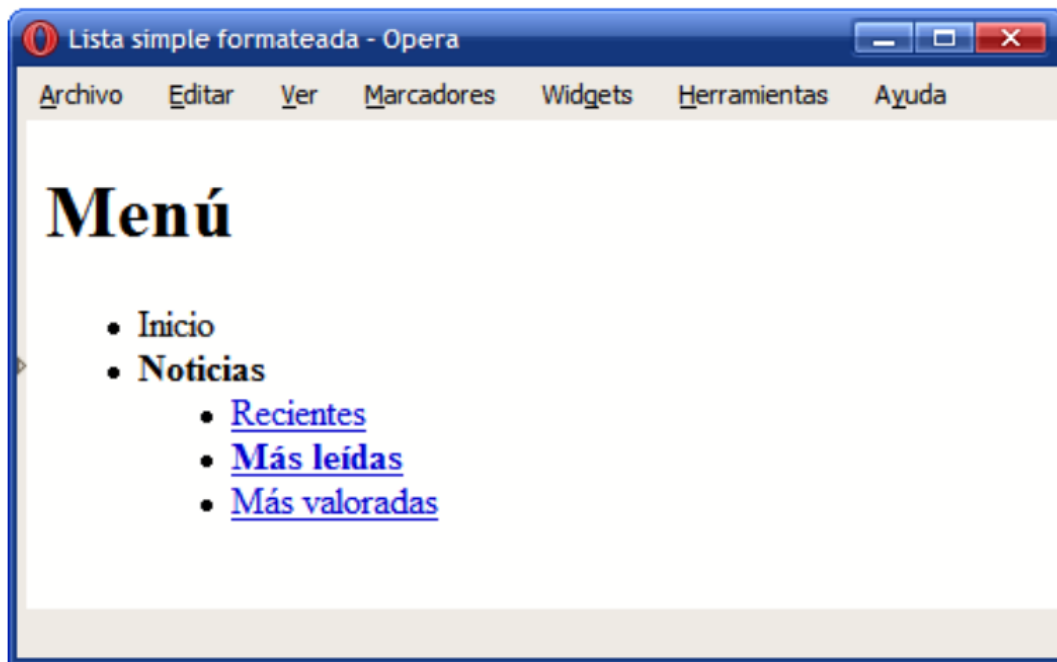 Lista simple formateada - Opera
Archivo Editar Ver Marcadores Widgets Herramientas Ayuda
Menú
Inicio
Noticias
Recientes
Más leídas
Más valoradas